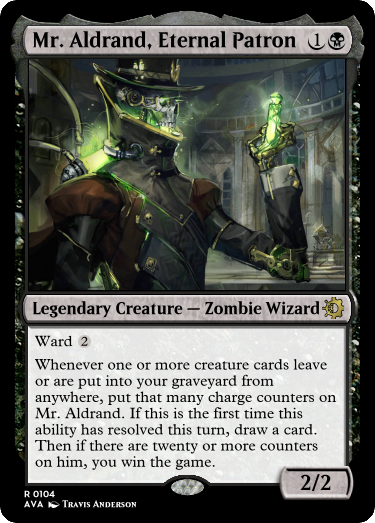 Mr. Aldrand, Eternal Patron 1
Legendary Creature — Zombie Wizard
Ward 2
Whenever one or more creature cards leave
or are put into your graveyard from
anywhere, put that many charge counters on
Mr. Aldrand. If this is the first time this
ability has resolved this turn, draw a card.
Then if there are twenty or more counters
on him, you win the game.
2/2
R 0104
AVA Travis Anderson